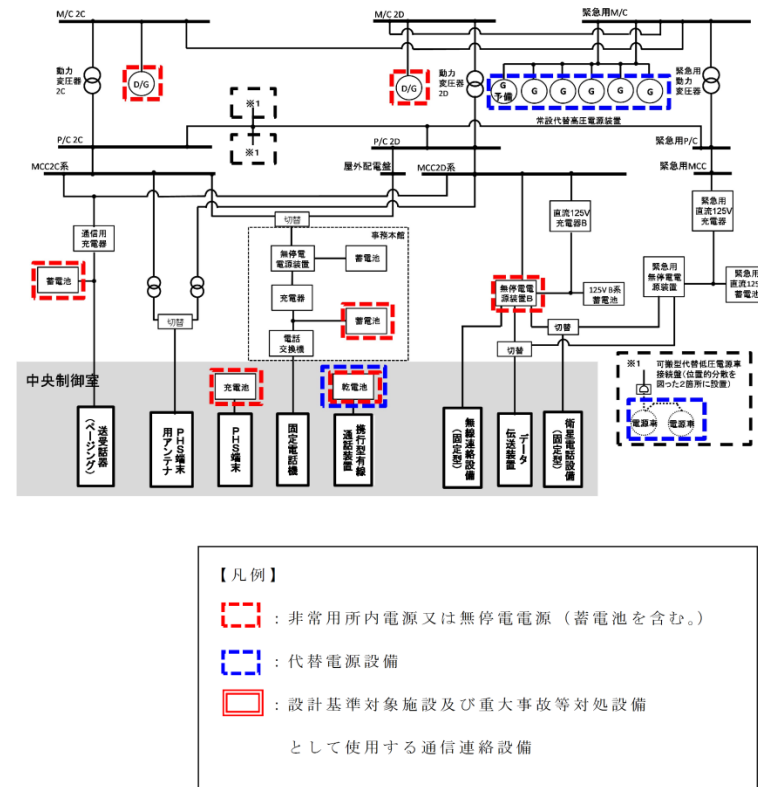 M/C 2C
M/C 2D
緊急用M/C
動力
変圧器
2C
D/G
D/G
動力
変圧器
2D
G
予備
G
G
G
G
G
緊急用
動力
変圧器
常設代替高圧電源装置
※1
※1
P/C 2C
P/C 2D
緊急用P/C
MCC2C系
屋外配電盤
MCC2D系
緊急用MCC
通信用
充電器
蓄電池
切替
切替
事務本館
無停電
電源装置
蓄電池
充電器
蓄電池
電話
交換機
直流125V
充電器B
無停電電
源装置B
125V B系
蓄電池
切替
切替
緊急用
直流125V
充電器
緊急用
無停電電
源装置
緊急用
直流125
蓄電池
※1
可搬型代替低圧電源車
接続盤(位置的分散を
図った2箇所に設置)
電源車
電源車
中央制御室
充電池
乾電池
送受話器
(ページング)
PHS端末
用アンテナ
PHS端末
固定電話機
携行型有線
通話装置
無線連絡設備
(固定型)
データ
伝送装置
衛星電話設備
(固定型)
【凡例】
:非常用所内電源又は無停電電源(蓄電池を含む。)
:代替電源設備
:設計基準対象施設及び重大事故等対処設備
として使用する通信連絡設備